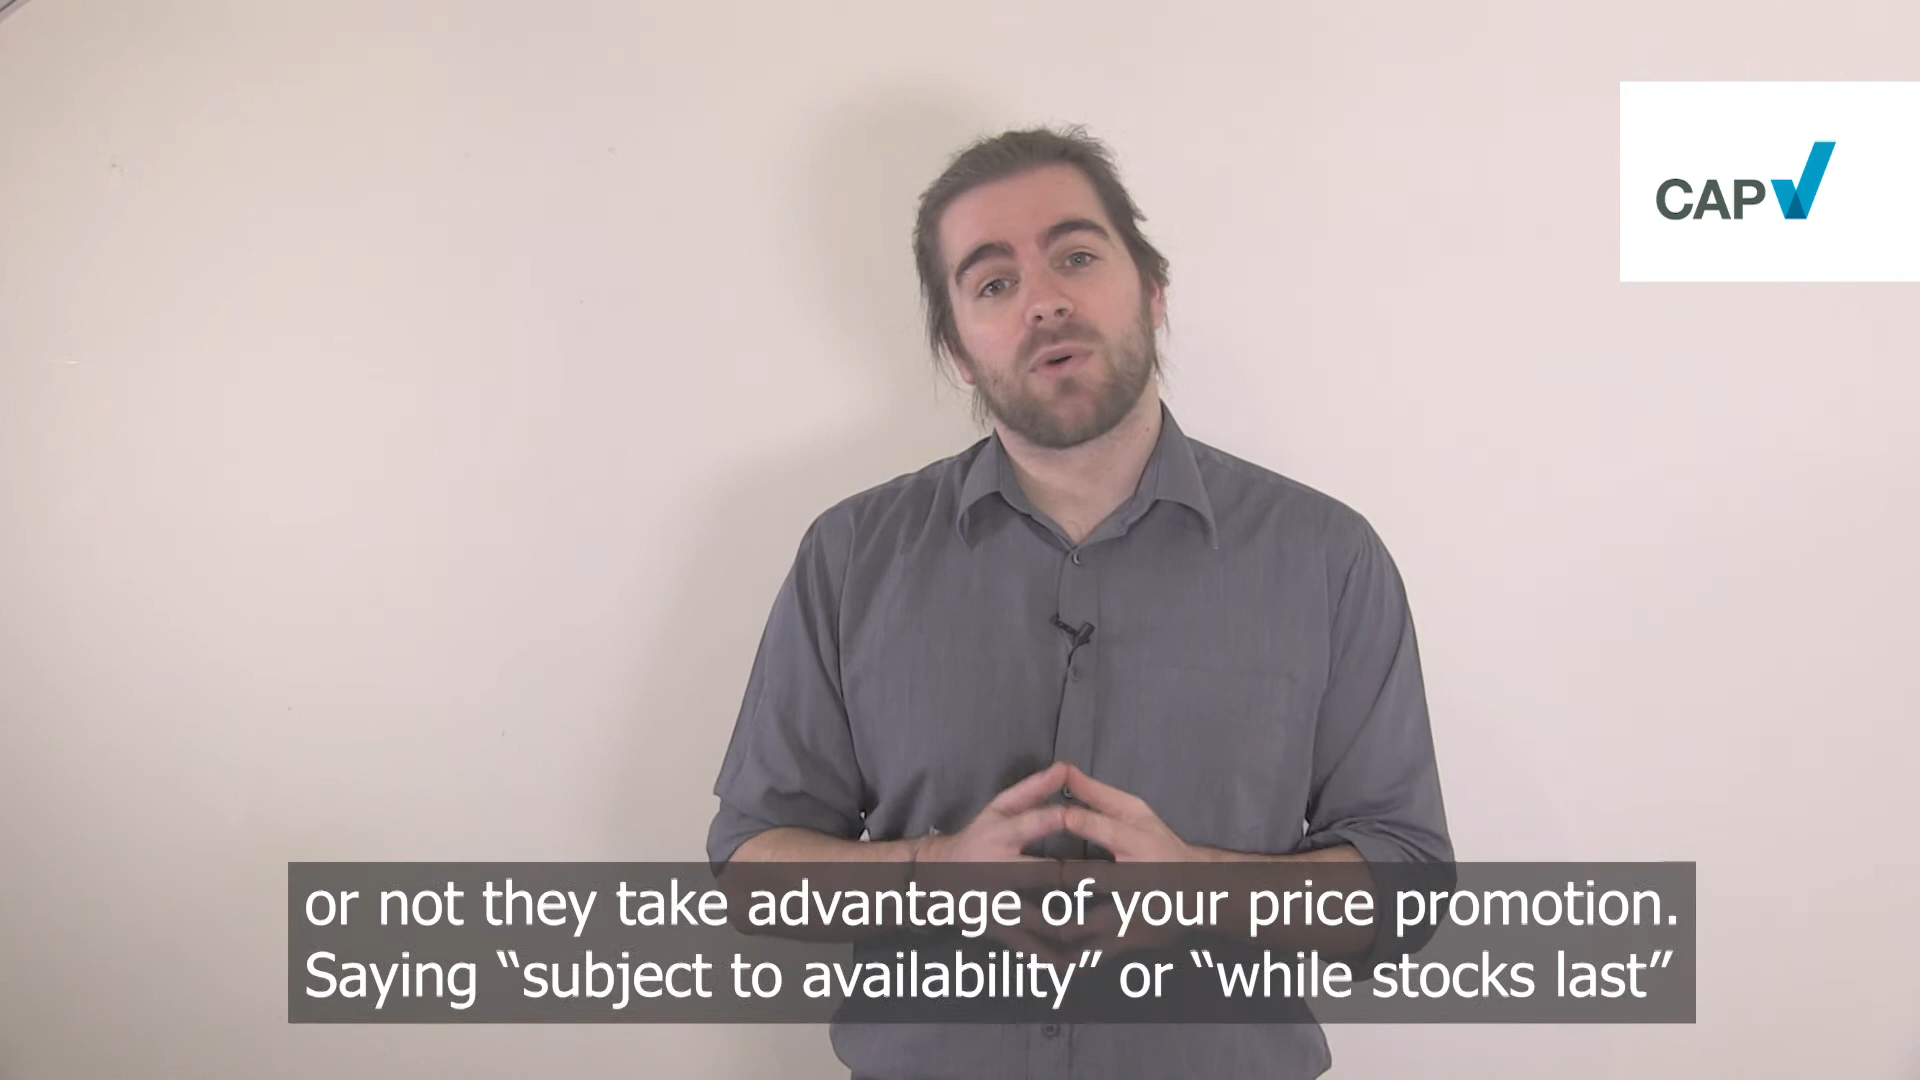 CAP
or not they take advantage of your price promotion.
Saying “subject to availability” or “while stocks last”